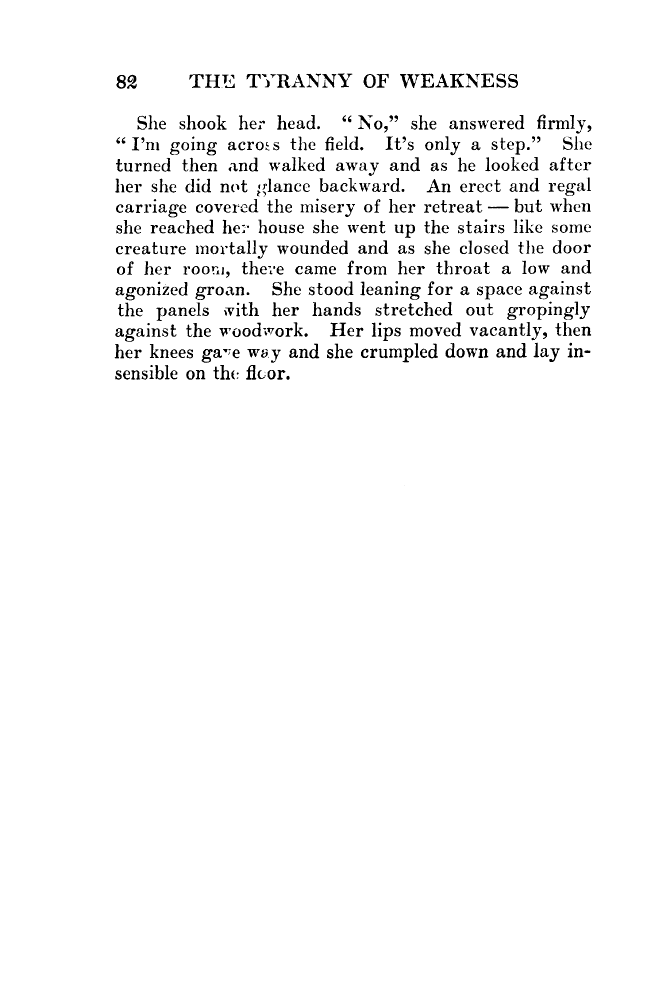 82 THE TYRANNY OF WEAKNESS
She shook her head. “ No,” she answered firmly,
“ I’m going across the field. It’s only a step.” She
turned then and walked away and as he looked after
her she did not glance backward. An erect and regal
carriage covered the misery of her retreat — but when
she reached her house she went up the stairs like some
creature mortally wounded and as she closed the door
of her room, there came from her throat a low and
agonized groan. She stood leaning for a space against
the panels with her hands stretched out gropingly
against the woodwork. Her lips moved vacantly, then
her knees gave way and she crumpled down and lay in-
sensible on the floor.